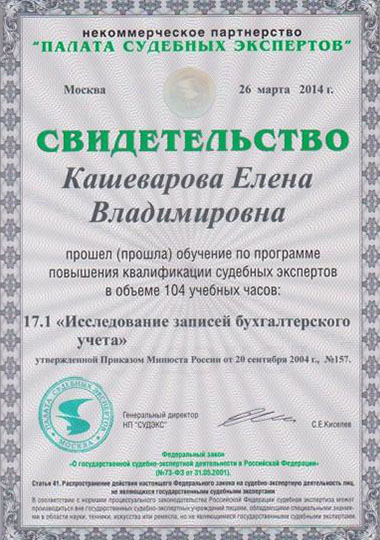 некоммерческое партнерство
"ПАЛАТА СУДЕБНЫХ ЭКСПЕРТОВ"
Москва 26 марта 2014 г.
СВИДЕТЕЛЬСТВО
Кашеварова Елена
Владимировна
прошел (прошла) обучение по программе
повышения квалификации судебных экспертов
в объеме 104 учебных часов:
17.1 «Исследование записей бухгалтерского
учета»
утвержденной Приказом Минюста России от 20 сентября 2004 г., №157.
ПАЛАТА СУДЕБНЫХ ЭКСПЕРТОВ
МОСКВА
Генеральный директор
НП "СУДЭКС"
С.Е.Киселев
Федеральный закон
«О государственной судебно-экспертной деятельности в Российской Федерации»
(№73-ФЗ от 31.05.2001).
Статья 41. Распространение действия настоящего Федерального закона на судебно-экспертную деятельность лиц,
не являющихся государственными судебными экспертами
В соответствии с нормами процессуального законодательства Российской Федерации судебная экспертиза может
производиться вне государственных судебно-экспертных учреждений лицами, обладающими специальными знания-
ми в области науки, техники, искусства или ремесла, но не являющимися государственными судебными экспертами.